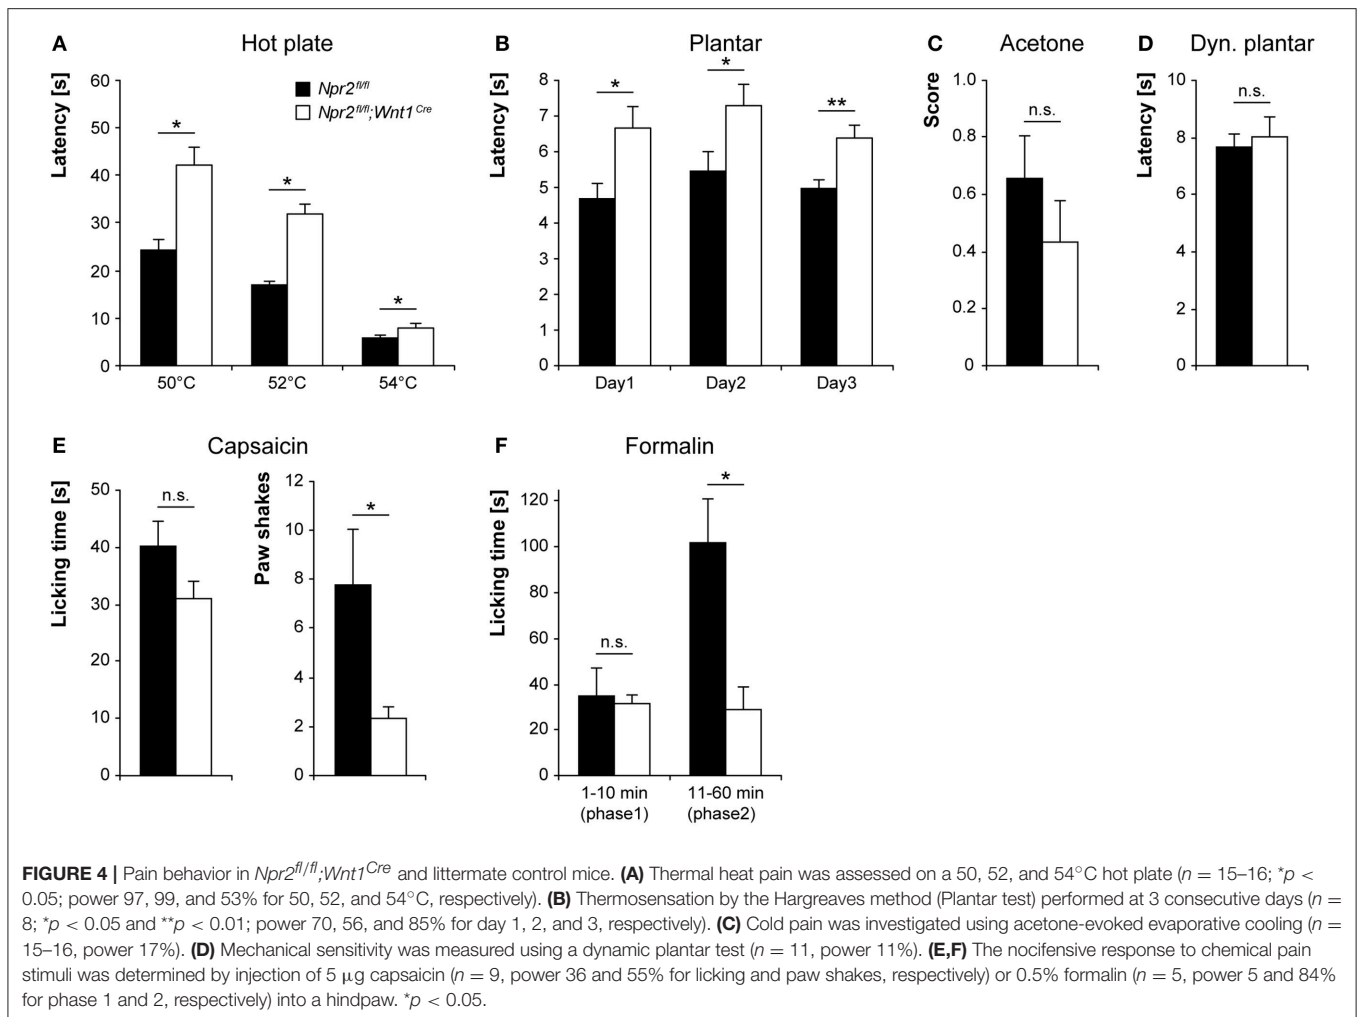 A Hot plate
Latency [s]
60
50
40
30
20
10
0
Npr2fl/fl
Npr2fl/fl;Wnt1Cre
*
*
*
50°C 52°C 54°C
B Plantar
Latency [s]
8
7
6
5
4
3
2
1
0
*
*
**
Day1 Day2 Day3
C Acetone
Score
1.0
0.8
0.6
0.4
0.2
0
n.s.
D Dyn. plantar
Latency [s]
10
8
6
4
2
0
n.s.
E Capsaicin
Licking time [s]
50
40
30
20
10
0
n.s.
Paw shakes
12
10
8
6
4
2
0
*
F Formalin
Licking time [s]
120
100
80
60
40
20
0
n.s.
*
1-10 min 11-60 min
(phase1) (phase2)
FIGURE 4 | Pain behavior in Npr2fl/fl;Wnt1Cre and littermate control mice. (A) Thermal heat pain was assessed on a 50, 52, and 54°C hot plate (n = 15–16; *p <
0.05; power 97, 99, and 53% for 50, 52, and 54°C, respectively). (B) Thermosensation by the Hargreaves method (Plantar test) performed at 3 consecutive days (n =
8; *p < 0.05 and **p < 0.01; power 70, 56, and 85% for day 1, 2, and 3, respectively). (C) Cold pain was investigated using acetone-evoked evaporative cooling (n =
15–16, power 17%). (D) Mechanical sensitivity was measured using a dynamic plantar test (n = 11, power 11%). (E,F) The nocifensive response to chemical pain
stimuli was determined by injection of 5 μg capsaicin (n = 9, power 36 and 55% for licking and paw shakes, respectively) or 0.5% formalin (n = 5, power 5 and 84%
for phase 1 and 2, respectively) into a hindpaw. *p < 0.05.